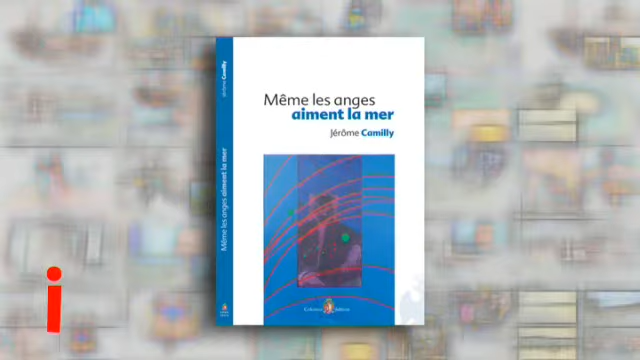 Même les anges
aiment la mer
Jérôme Camilly
Même les anges aiment la mer
Jérôme Camilly
i